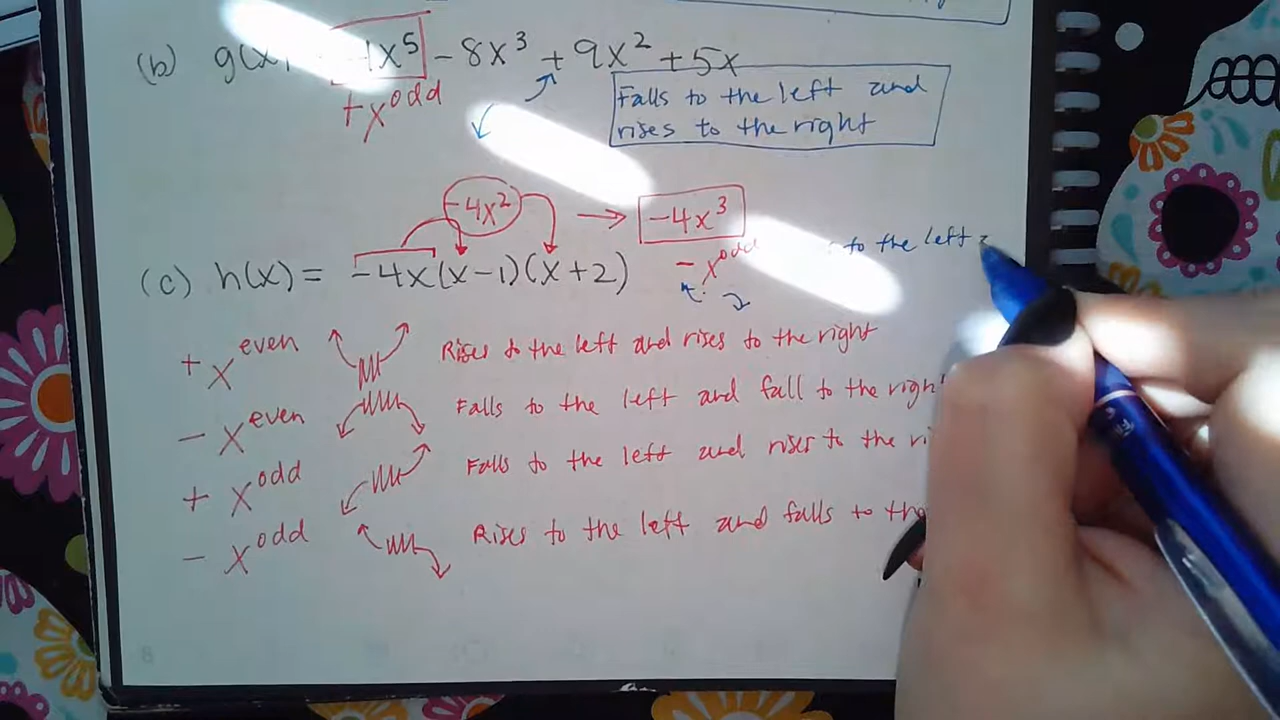 (b) g(x) x⁵ - 8x³ + 9x² + 5x
+x^odd
Falls to the left and
rises to the right
-4x² → -4x³
- x^odd
to the left
(c) h(x) = -4x(x-1)(x+2)
+ x^even Rises to the left and rises to the right
- x^even Falls to the left and fall to the right
+ x^odd Falls to the left and rises to the
- x^odd Rises to the left and falls to the